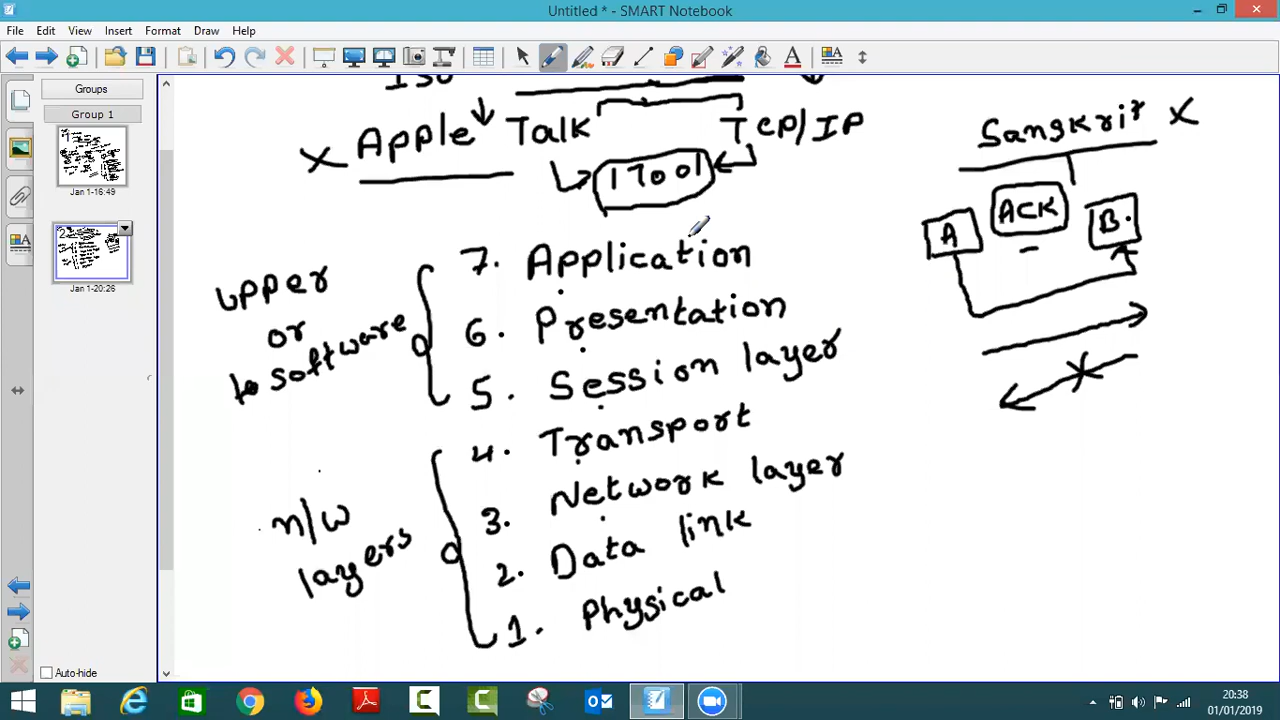 Untitled * - SMART Notebook
File Edit View Insert Format Draw Help
Groups
Group 1
Jan 1-16:49
Jan 1-20:26
Auto-hide
ISO
Apple Talk TCP/IP
17001
7. Application
6. Presentation
5. Session layer
4. Transport
3. Network layer
2. Data link
1. Physical
upper
or
software
n/w
layers
Sangkrit X
A ACK B
20:38
01/01/2019